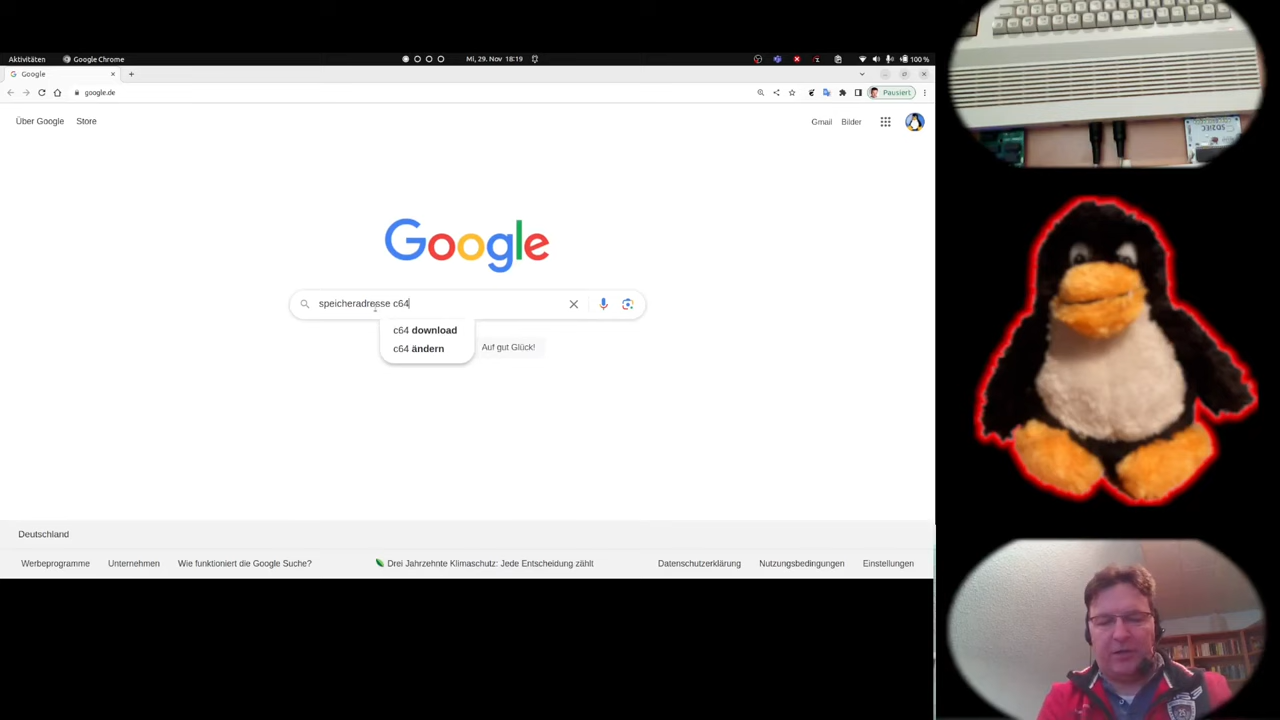 Aktivitäten
Google Chrome
Mi, 29. Nov 18:19
100 %
Google
google.de
Pausiert
Über Google
Store
Gmail
Bilder
Google
speicheradresse c64
c64 download
c64 ändern
Auf gut Glück!
Deutschland
Werbeprogramme
Unternehmen
Wie funktioniert die Google Suche?
Drei Jahrzehnte Klimaschutz: Jede Entscheidung zählt
Datenschutzerklärung
Nutzungsbedingungen
Einstellungen
SD2IEC